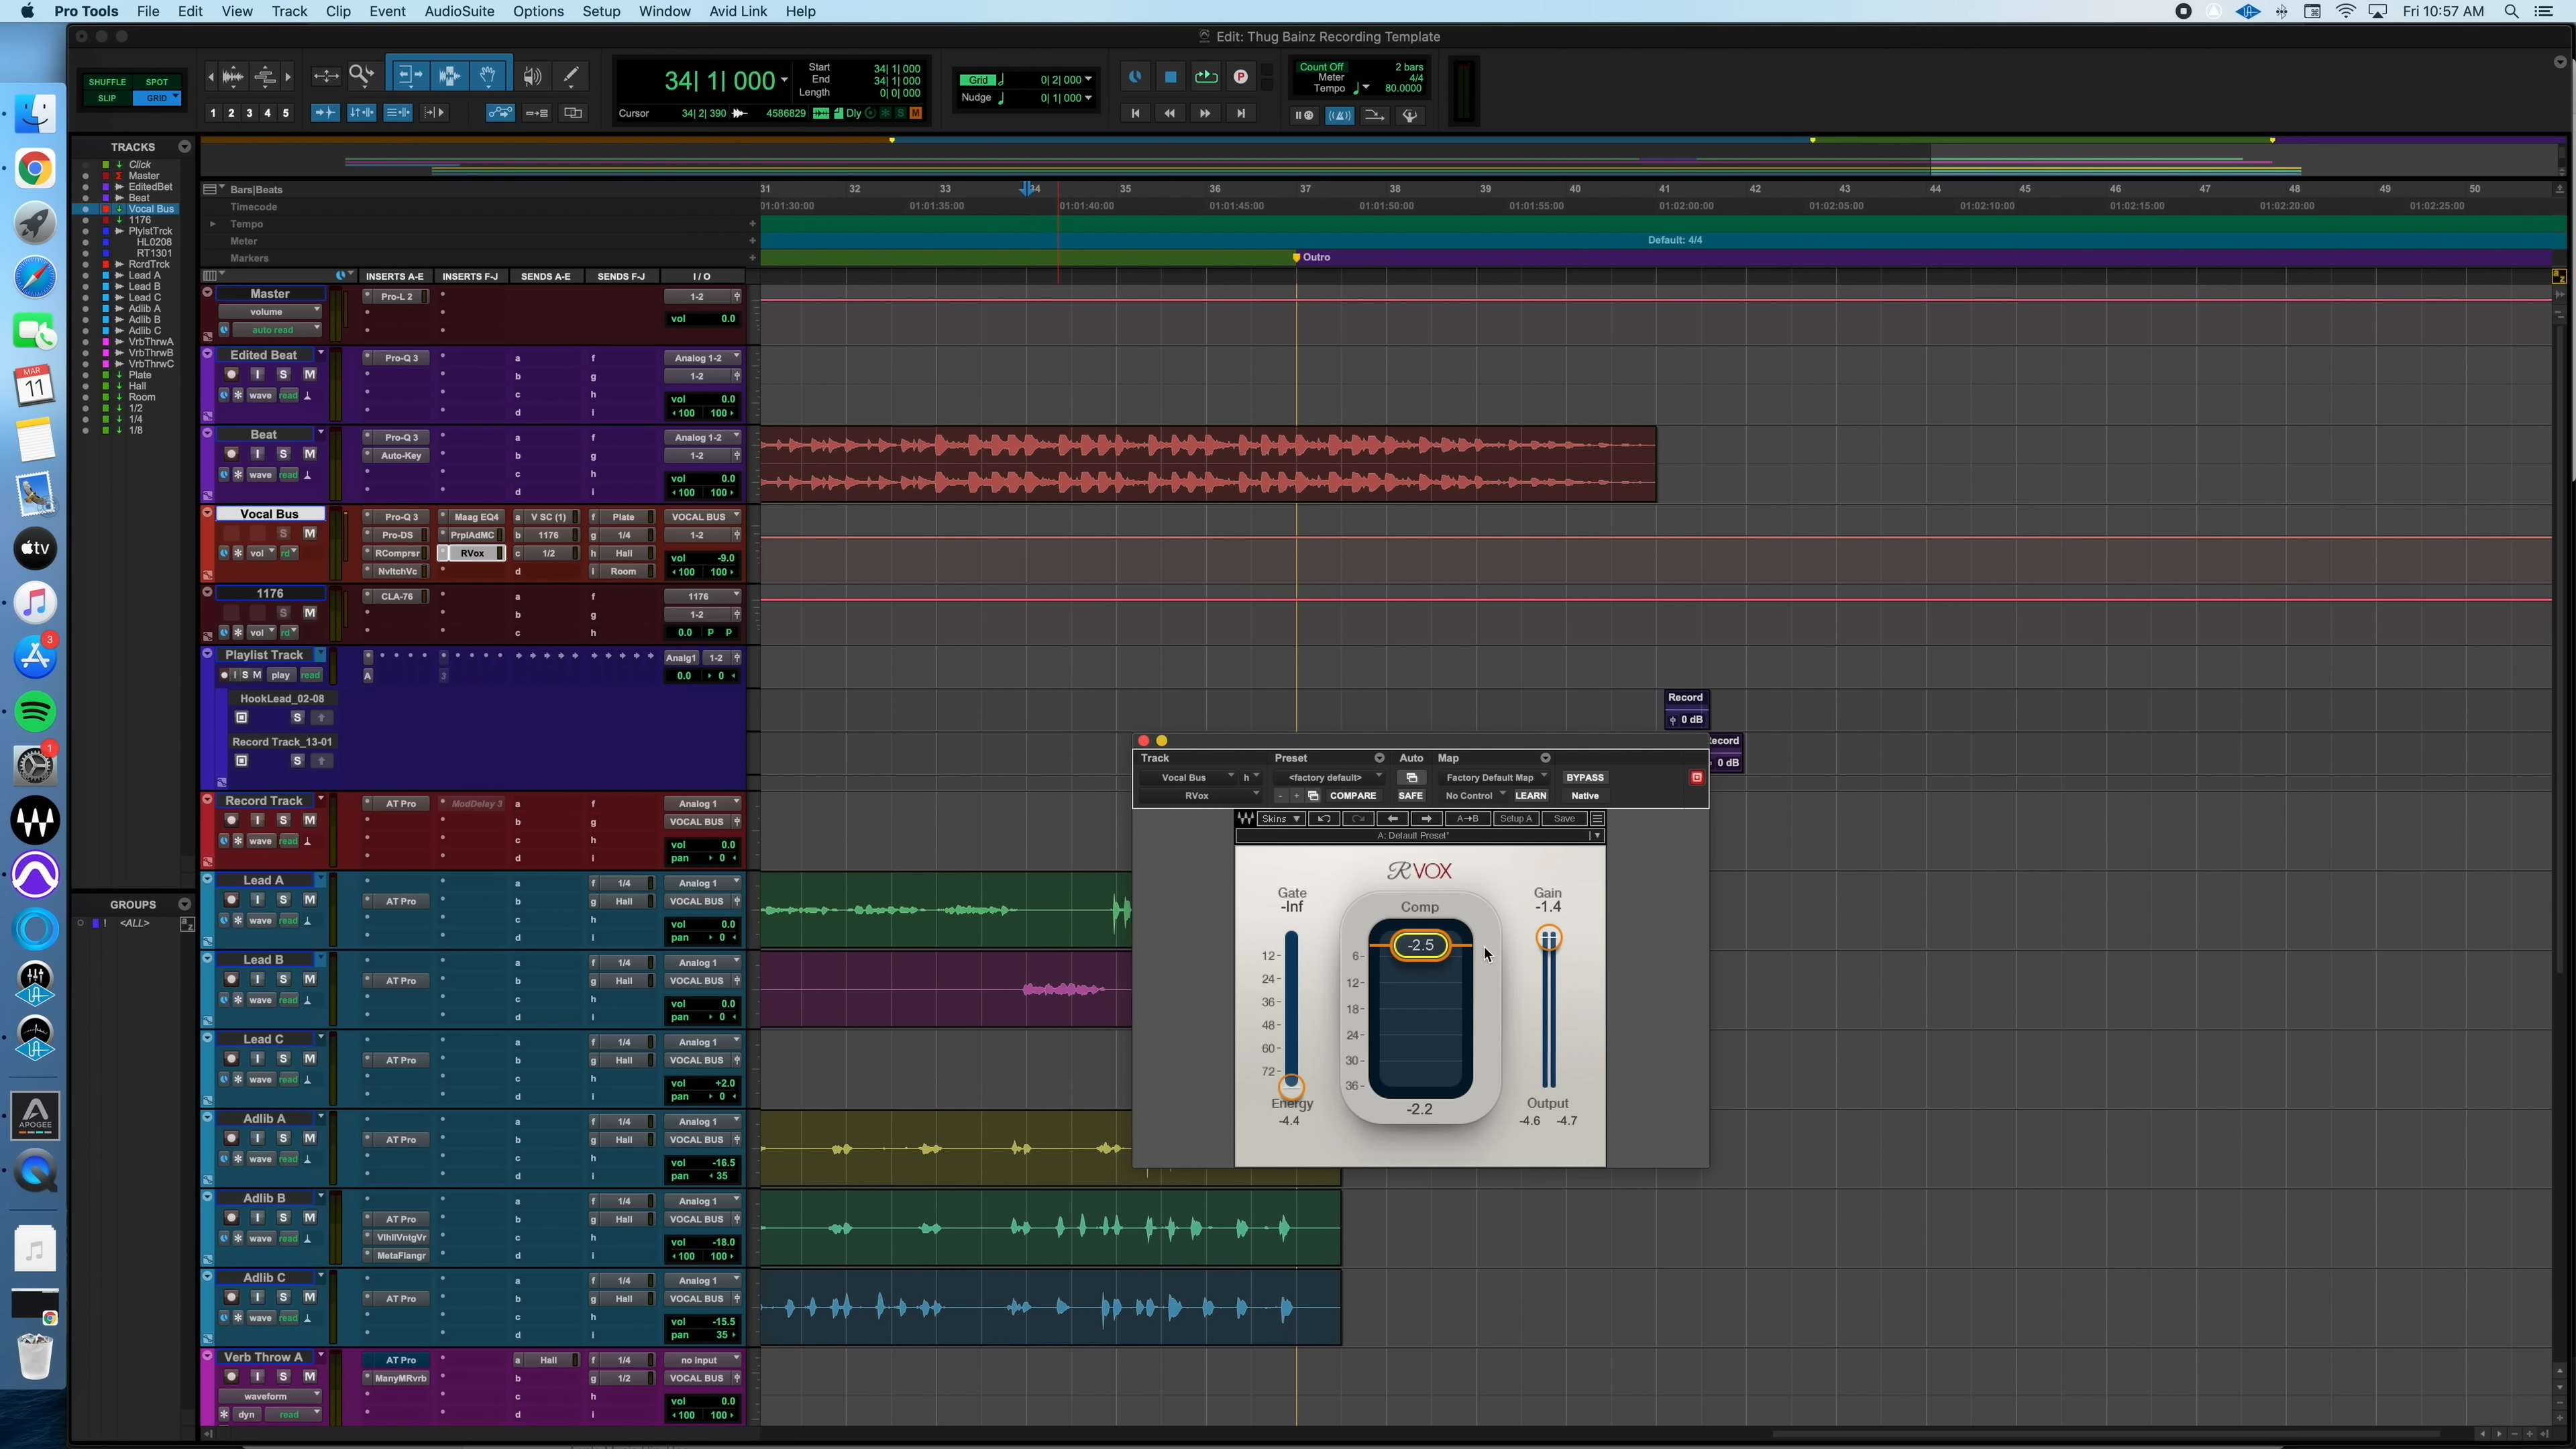 Pro Tools File Edit View Track Clip Event AudioSuite Options Setup Window Avid Link Help Fri 10:57 AM
Edit: Thug Bainz Recording Template
SHUFFLE SPOT
SLIP GRID
1 2 3 4 5
34| 1| 000
Start 34| 1| 000
End 34| 1| 000
Length 0| 0| 000
Cursor 34| 2| 390 4586829 Dly S M
Grid 0| 2| 000
Nudge 0| 1| 000
P
Count Off 2 bars
Meter 4/4
Tempo 80.0000
TRACKS
Click
Master
EditedBet
Beat
Vocal Bus
1176
PlylstTrck
HL0208
RT1301
RcrdTrck
Lead A
Lead B
Lead C
Adlib A
Adlib B
Adlib C
VrbThrwA
VrbThrwB
VrbThrwC
Plate
Hall
Room
1/2
1/4
1/8
GROUPS
! <ALL>
Bars|Beats 31 32 33 34 35 36 37 38 39 40 41 42 43 44 45 46 47 48 49 50
Timecode 01:01:30:00 01:01:35:00 01:01:40:00 01:01:45:00 01:01:50:00 01:01:55:00 01:02:00:00 01:02:05:00 01:02:10:00 01:02:15:00 01:02:20:00 01:02:25:00
Tempo
Meter Default: 4/4
Markers Outro
INSERTS A-E INSERTS F-J SENDS A-E SENDS F-J I / O
Master Pro-L 2 1-2
volume
vol 0.0
auto read
Edited Beat Pro-Q 3 a f Analog 1-2
I S M b g 1-2
wave read c h vol 0.0
d i 100 100
Beat Pro-Q 3 a f Analog 1-2
I S M Auto-Key b g 1-2
wave read c h vol 0.0
d i 100 100
Vocal Bus Pro-Q 3 Maag EQ4 a V SC (1) f Plate VOCAL BUS
S M Pro-DS PrplAdMC b 1176 g 1/4 1-2
vol rd RComprsr RVox c 1/2 h Hall vol -9.0
NvltchVc d i Room 100 100
1176 CLA-76 a f 1176
S M b g 1-2
vol rd c h 0.0 P P
Playlist Track Analg1 1-2
I S M play read A 3 0.0 0
HookLead_02-08
S
Record Track_13-01
S
Record
0 dB
ecord
0 dB
Record Track AT Pro ModDelay 3 a f Analog 1
I S M b g VOCAL BUS
wave read c h vol 0.0
d i pan 0
Lead A a f 1/4 Analog 1
I S M AT Pro b g Hall VOCAL BUS
wave read c h vol 0.0
d i pan 0
Lead B a f 1/4 Analog 1
I S M AT Pro b g Hall VOCAL BUS
wave read c h vol 0.0
d i pan 0
Lead C a f 1/4 Analog 1
I S M AT Pro b g Hall VOCAL BUS
wave read c h vol +2.0
d i pan 0
Adlib A a f 1/4 Analog 1
I S M AT Pro b g Hall VOCAL BUS
wave read c h vol -16.5
d i pan 35
Adlib B a f 1/4 Analog 1
I S M AT Pro b g Hall VOCAL BUS
wave read VlhllVntgVr c h vol -18.0
MetaFlangr d i 100 100
Adlib C a f 1/4 Analog 1
I S M AT Pro b g Hall VOCAL BUS
wave read c h vol -15.5
d i pan 35
Verb Throw A AT Pro a Hall f 1/4 no input
I S M ManyMRvrb b g 1/2 VOCAL BUS
waveform c h vol 0.0
dyn read d i 100 100
Track Preset Auto Map
Vocal Bus h <factory default> Factory Default Map BYPASS
RVox - + COMPARE SAFE No Control LEARN Native
Skins A→B Setup A Save
A: Default Preset*
RVOX
Gate
-Inf
Comp
Gain
-1.4
-2.5
12-
24-
36-
48-
60-
72-
6-
12-
18-
24-
30-
36-
Energy
-4.4
-2.2
Output
-4.6 -4.7
MAR
11
tv
3
1
APOGEE